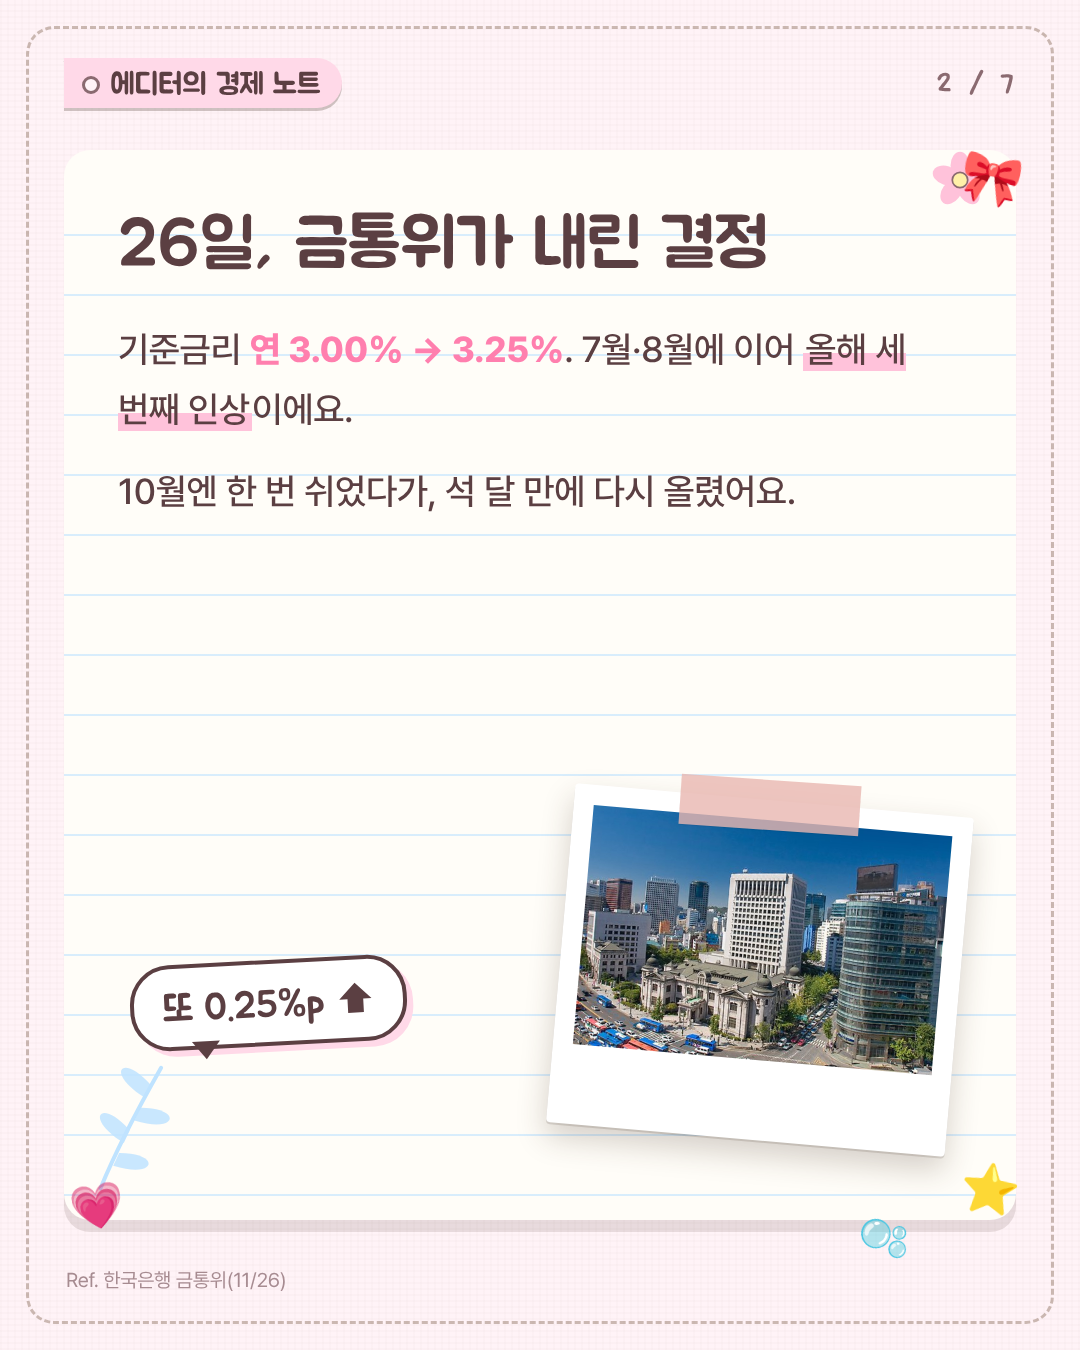 에디터의 경제 노트
2 / 7
26일, 금통위가 내린 결정
기준금리 연 3.00% → 3.25%. 7월·8월에 이어 올해 세
번째 인상이에요.
10월엔 한 번 쉬었다가, 석 달 만에 다시 올렸어요.
또 0.25%p ⬆
Ref. 한국은행 금통위(11/26)